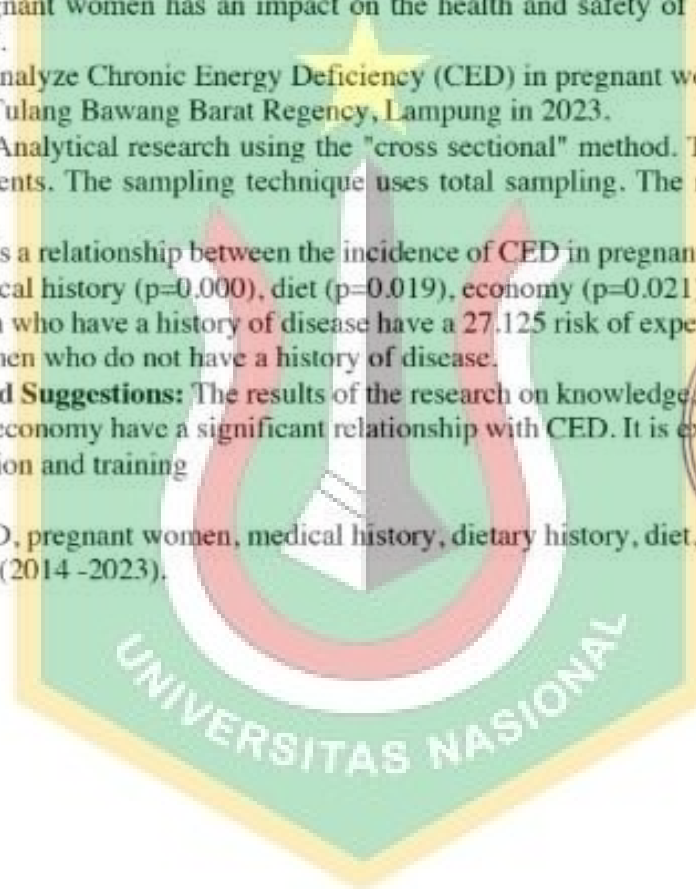 nant women has an impact on the health and safety of
.
nalyze Chronic Energy Deficiency (CED) in pregnant w
Tulang Bawang Barat Regency, Lampung in 2023.
Analytical research using the "cross sectional" method. T
ents. The sampling technique uses total sampling. The
s a relationship between the incidence of CED in pregnan
cal history (p=0.000), diet (p=0.019), economy (p=0.021
who have a history of disease have a 27.125 risk of expe
en who do not have a history of disease.
d Suggestions: The results of the research on knowledge
economy have a significant relationship with CED. It is
ion and training
, pregnant women, medical history, dietary history, diet,
(2014 -2023).
UNIVERSITAS NASIONAL